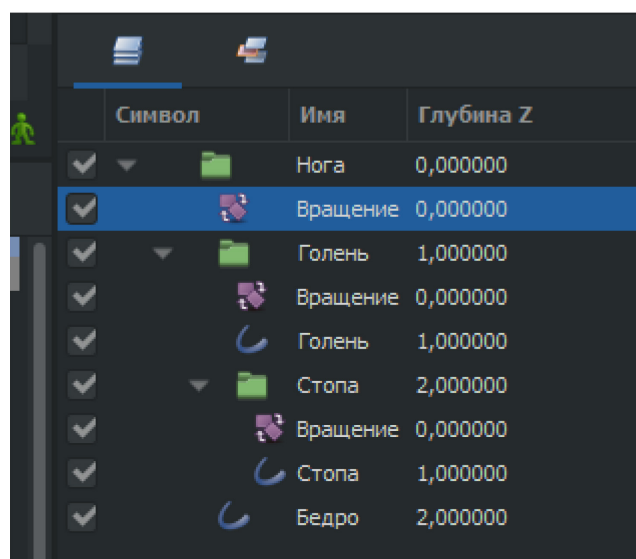 Символ Имя Глубина Z
Нога 0,000000
Вращение 0,000000
Голень 1,000000
Вращение 0,000000
Голень 1,000000
Стопа 2,000000
Вращение 0,000000
Стопа 1,000000
Бедро 2,000000